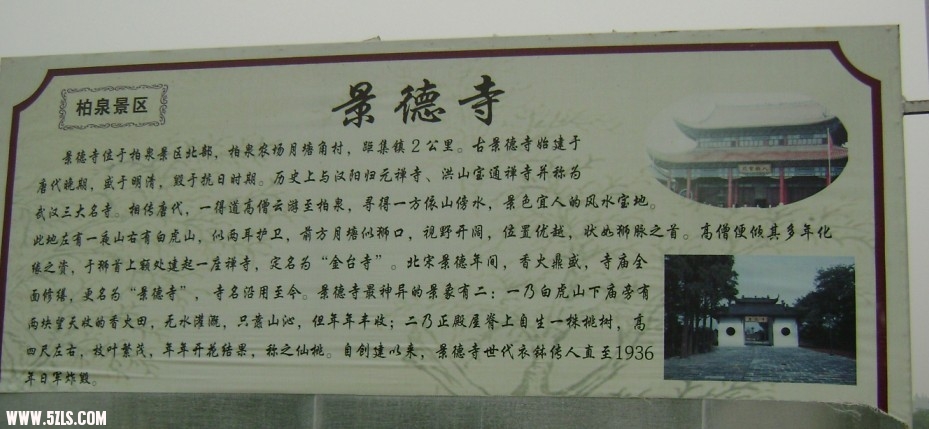 柏泉景区
景德寺
景德寺位于柏泉景区北部，柏泉农场月塘角村，距集镇2公里。古景德寺始建于
唐代晚期，盛于明清，毁于抗日时期。历史上与汉阳归元禅寺、洪山宝通禅寺并称为
武汉三大名寺。相传唐代，一得道高僧云游至柏泉，寻得一方依山傍水，景色宜人的风水宝地。
此地左有一夜山右有白虎山，似两耳护卫，前方月塘似狮口，视野开阔，位置优越，状如狮脉之首。高僧便倾其多年化
缘之资，于狮首上额处建起一座禅寺，定名为“金台寺”。北宋景德年间，香火鼎盛，寺庙全
面修缮，更名为“景德寺”，寺名沿用至今。景德寺最神异的景象有二：一乃白虎山下庙旁有
两块望天收的香火田，无水灌溉，只靠山沁，但年年丰收；二乃正殿屋脊上自生一株桃树，高
四尺左右，枝叶繁茂，年年开花结果，称之仙桃。自创建以来，景德寺世代衣钵传人直至1936
年日军炸毁。
WWW.5ZLS.COM